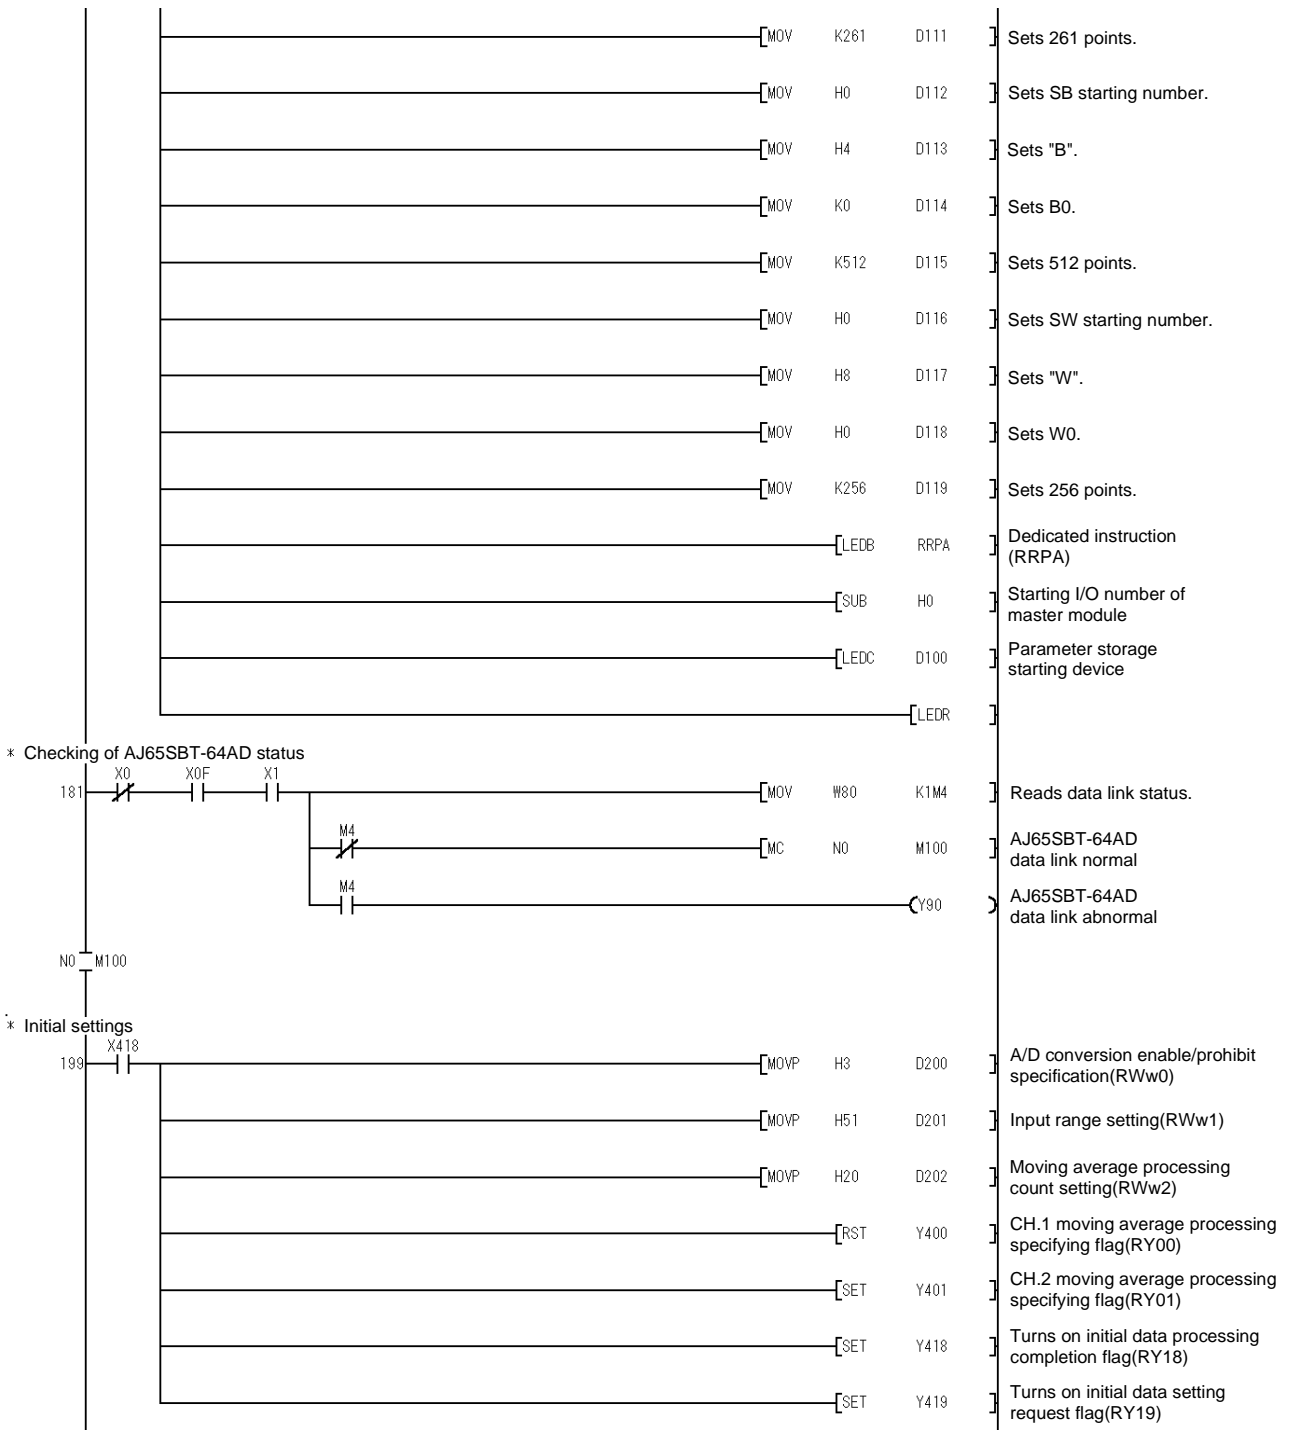 MOV K261 D111 Sets 261 points.
MOV H0 D112 Sets SB starting number.
MOV H4 D113 Sets "B".
MOV K0 D114 Sets B0.
MOV K512 D115 Sets 512 points.
MOV H0 D116 Sets SW starting number.
MOV H8 D117 Sets "W".
MOV H0 D118 Sets W0.
MOV K256 D119 Sets 256 points.
LEDB RRPA Dedicated instruction
(RRPA)
SUB H0 Starting I/O number of
master module
LEDC D100 Parameter storage
starting device
LEDR
* Checking of AJ65SBT-64AD status
X0 X0F X1
181 MOV W80 K1M4 Reads data link status.
M4
MC N0 M100 AJ65SBT-64AD
data link normal
M4
Y90 AJ65SBT-64AD
data link abnormal
N0 M100
* Initial settings
X418
199 MOVP H3 D200 A/D conversion enable/prohibit
specification(RWw0)
MOVP H51 D201 Input range setting(RWw1)
MOVP H20 D202 Moving average processing
count setting(RWw2)
RST Y400 CH.1 moving average processing
specifying flag(RY00)
SET Y401 CH.2 moving average processing
specifying flag(RY01)
SET Y418 Turns on initial data processing
completion flag(RY18)
SET Y419 Turns on initial data setting
request flag(RY19)